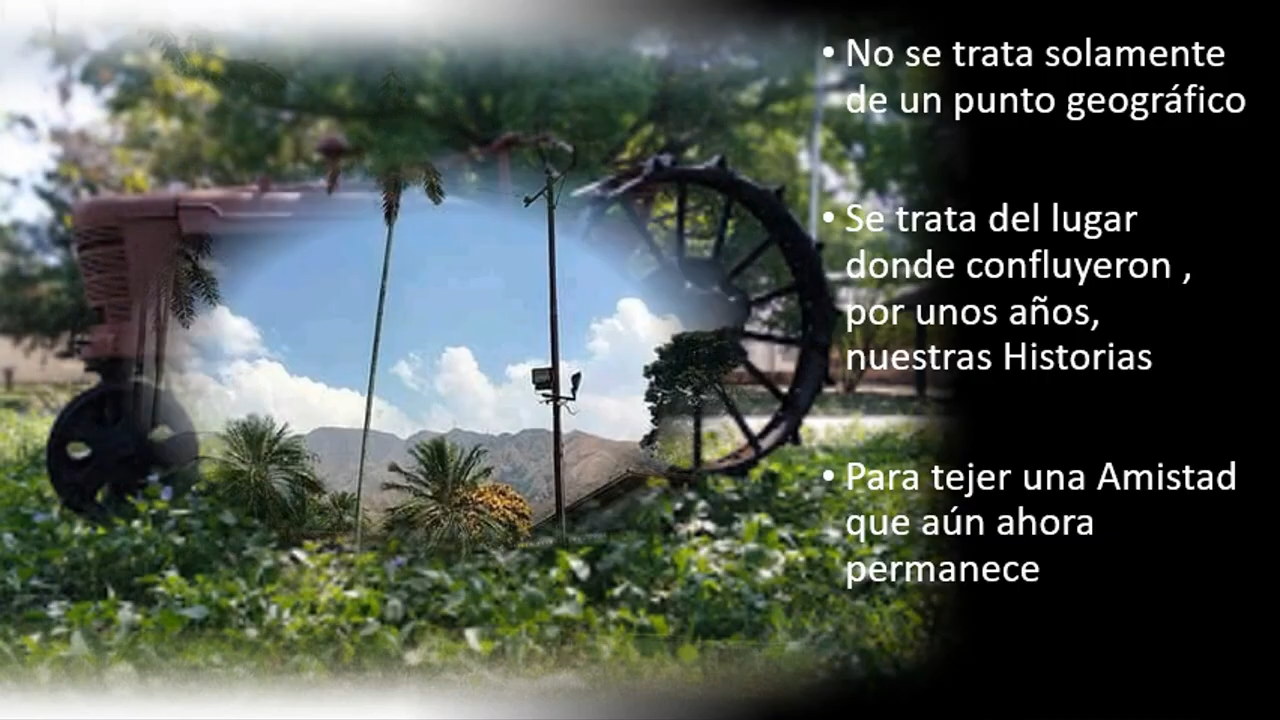 • No se trata solamente
de un punto geográfico
• Se trata del lugar
donde confluyeron ,
por unos años,
nuestras Historias
• Para tejer una Amistad
que aún ahora
permanece